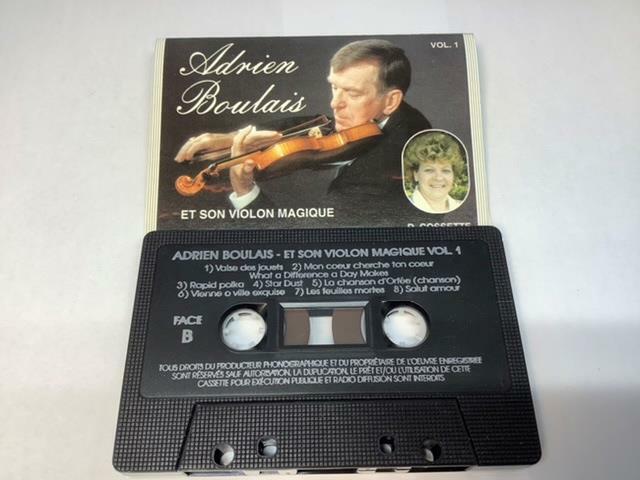 Adrien
Boulais
VOL. 1
ET SON VIOLON MAGIQUE
COSSETTE
ADRIEN BOULAIS - ET SON VIOLON MAGIQUE VOL. 1
1) Valse des jouets 2) Mon coeur cherche ton coeur
What a Difference a Day Makes
3) Rapid polka 4) Star Dust 5) La chanson d'Orfée (chanson)
6) Vienne o ville exquise 7) Les feuilles mortes 8) Salut amour
FACE
B
TOUS DROITS DU PRODUCTEUR PHONOGRAPHIQUE ET DU PROPRIÉTAIRE DE L'OEUVRE ENREGISTREE
SONT RÉSERVÉS SAUF AUTORISATION, LA DUPLICATION, LE PRÊT ET/OU L'UTILISATION DE CETTE
CASSETTE POUR EXÉCUTION PUBLIQUE ET RADIO DIFFUSION SONT INTERDITS